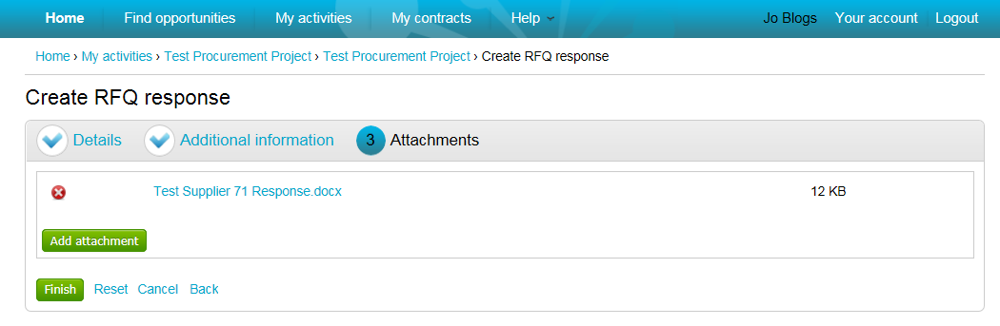 Home Find opportunities My activities My contracts Help Jo Blogs Your account Logout
Home › My activities › Test Procurement Project › Test Procurement Project › Create RFQ response
Create RFQ response
Details Additional information 3 Attachments
Test Supplier 71 Response.docx 12 KB
Add attachment
Finish Reset Cancel Back